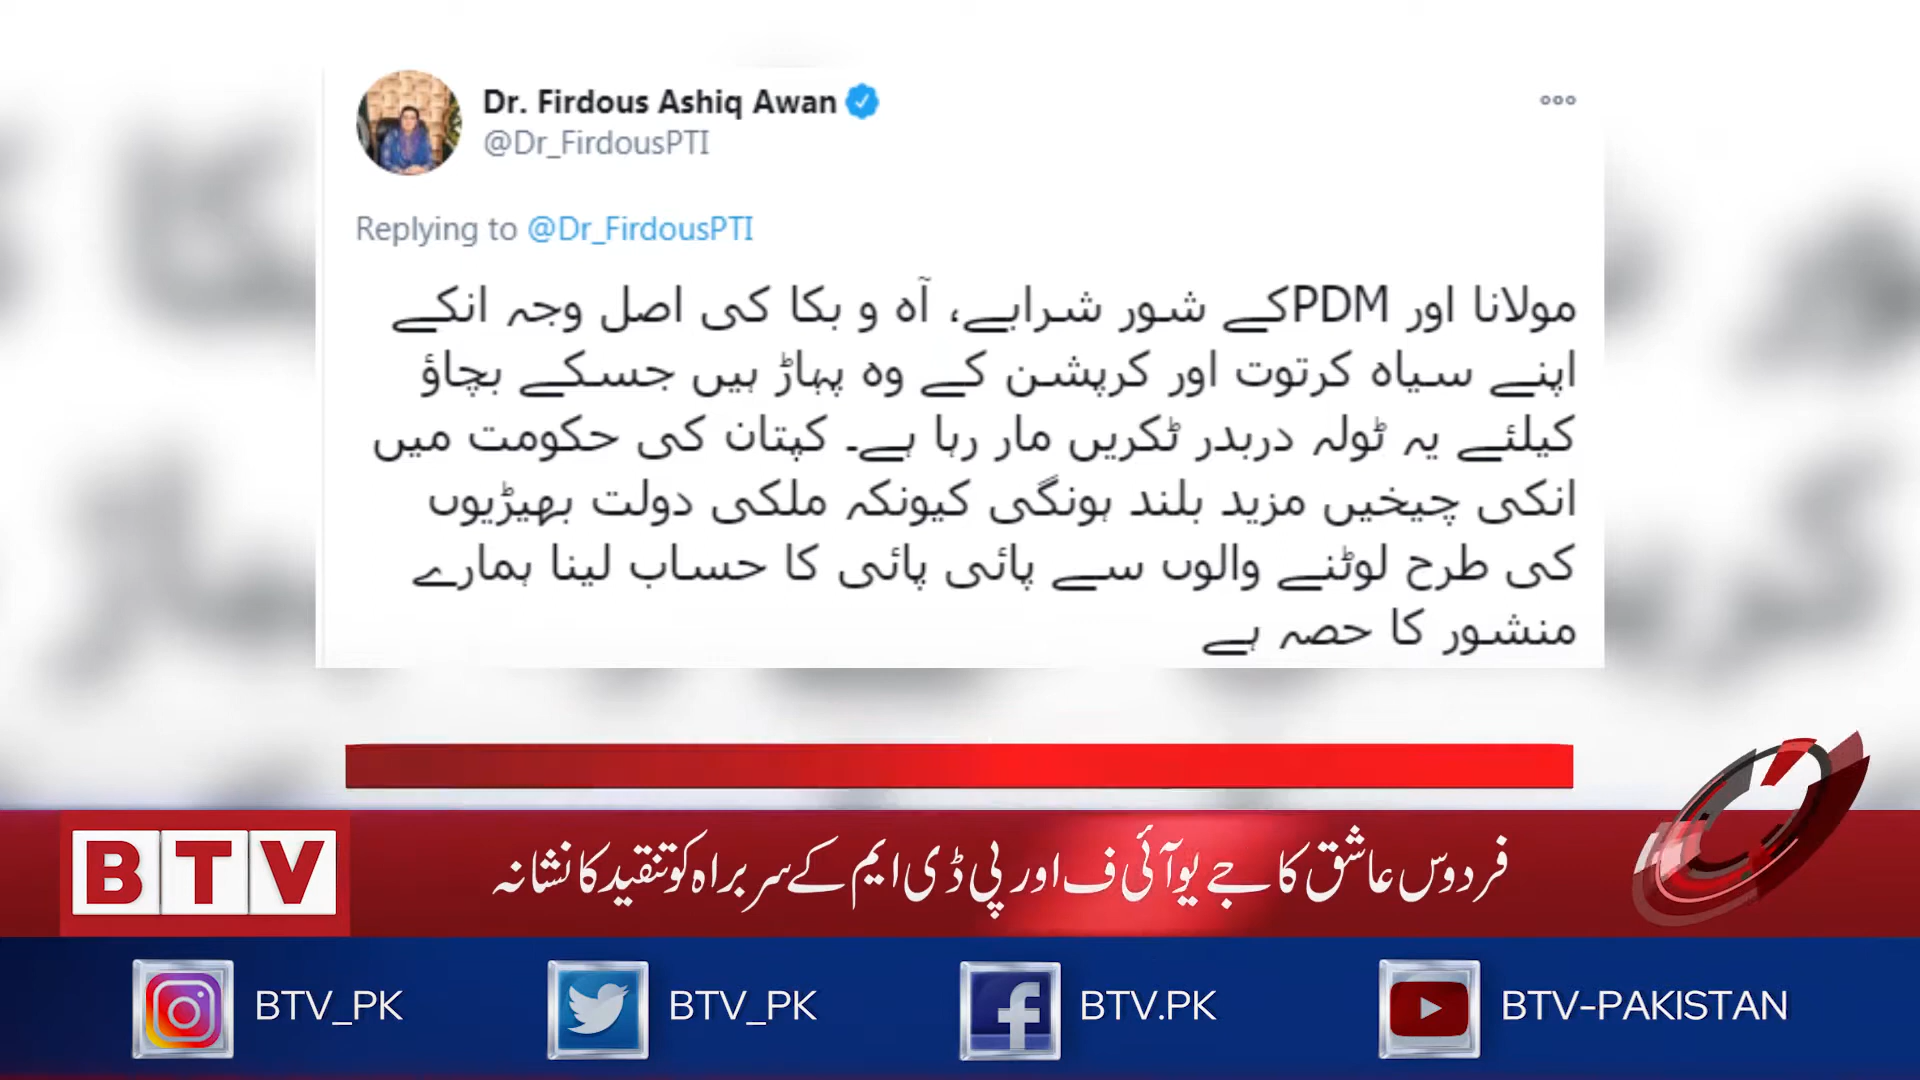 Dr. Firdous Ashiq Awan
@Dr_FirdousPTI
Replying to @Dr_FirdousPTI
مولانا اور PDMکے شور شرابے، آہ و بکا کی اصل وجہ انکے
اپنے سیاہ کرتوت اور کرپشن کے وہ پہاڑ ہیں جسکے بچاؤ
کیلئے یہ ٹولہ دربدر ٹکریں مار رہا ہے۔ کپتان کی حکومت میں
انکی چیخیں مزید بلند ہونگی کیونکہ ملکی دولت بھیڑیوں
کی طرح لوٹنے والوں سے پائی پائی کا حساب لینا ہمارے
منشور کا حصہ ہے
BTV
فردوس عاشق کا جے یو آئی ف اور پی ڈی ایم کے سربراہ کو تنقید کا نشانہ
BTV_PK
BTV_PK
BTV.PK
BTV-PAKISTAN